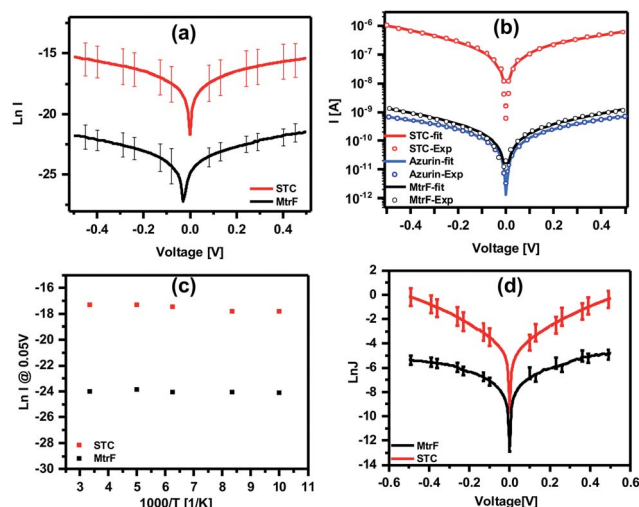 (a)
Ln I
-15
-20
-25
STC
MtrF
-0.4 -0.2 0.0 0.2 0.4
Voltage [V]
(b)
I [A]
10⁻⁶
10⁻⁷
10⁻⁸
10⁻⁹
10⁻¹⁰
10⁻¹¹
10⁻¹²
STC-fit
STC-Exp
Azurin-fit
Azurin-Exp
MtrF-fit
MtrF-Exp
-0.4 -0.2 0.0 0.2 0.4
Voltage [V]
(c)
Ln I @ 0.05V
-16
-18
-20
-22
-24
-26
-28
-30
STC
MtrF
3 4 5 6 7 8 9 10 11
1000/T [1/K]
(d)
LnJ
2
0
-2
-4
-6
-8
-10
-12
-14
MtrF
STC
-0.6 -0.4 -0.2 0.0 0.2 0.4 0.6
Voltage[V]